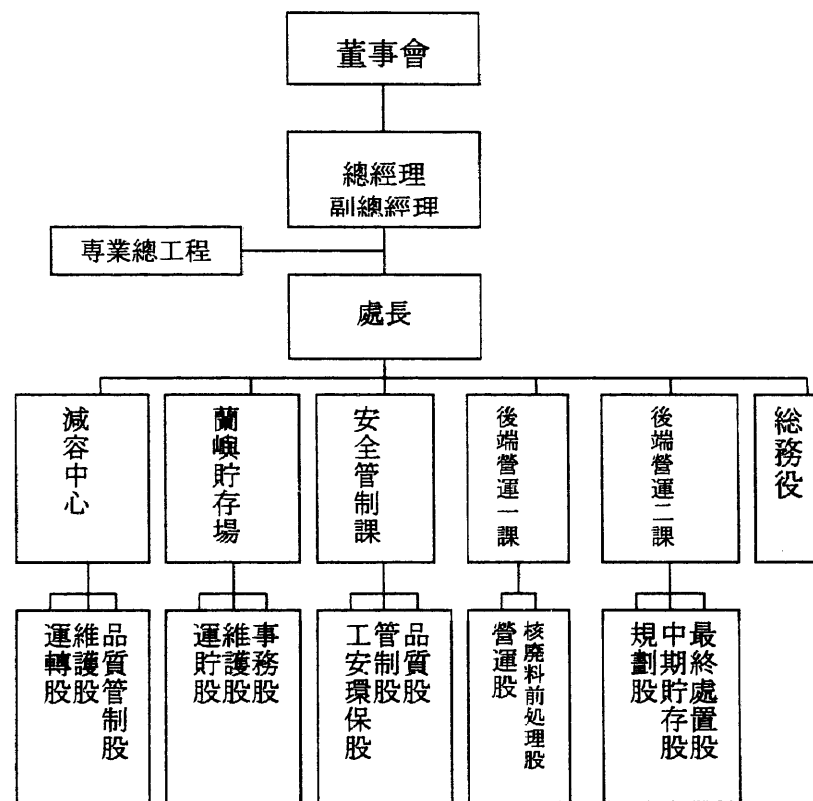 董事會
總經理
副總經理
専業總工程
處長
減容中心
蘭嶼貯存場
安全管制課
後端營運一課
後端營運二課
総務役
品質管制股
維護股
運轉股
事務股
維護股
運貯股
品質股
管制股
工安環保股
核廃料前処理股
營運股
最終處置股
中期貯存股
規劃股